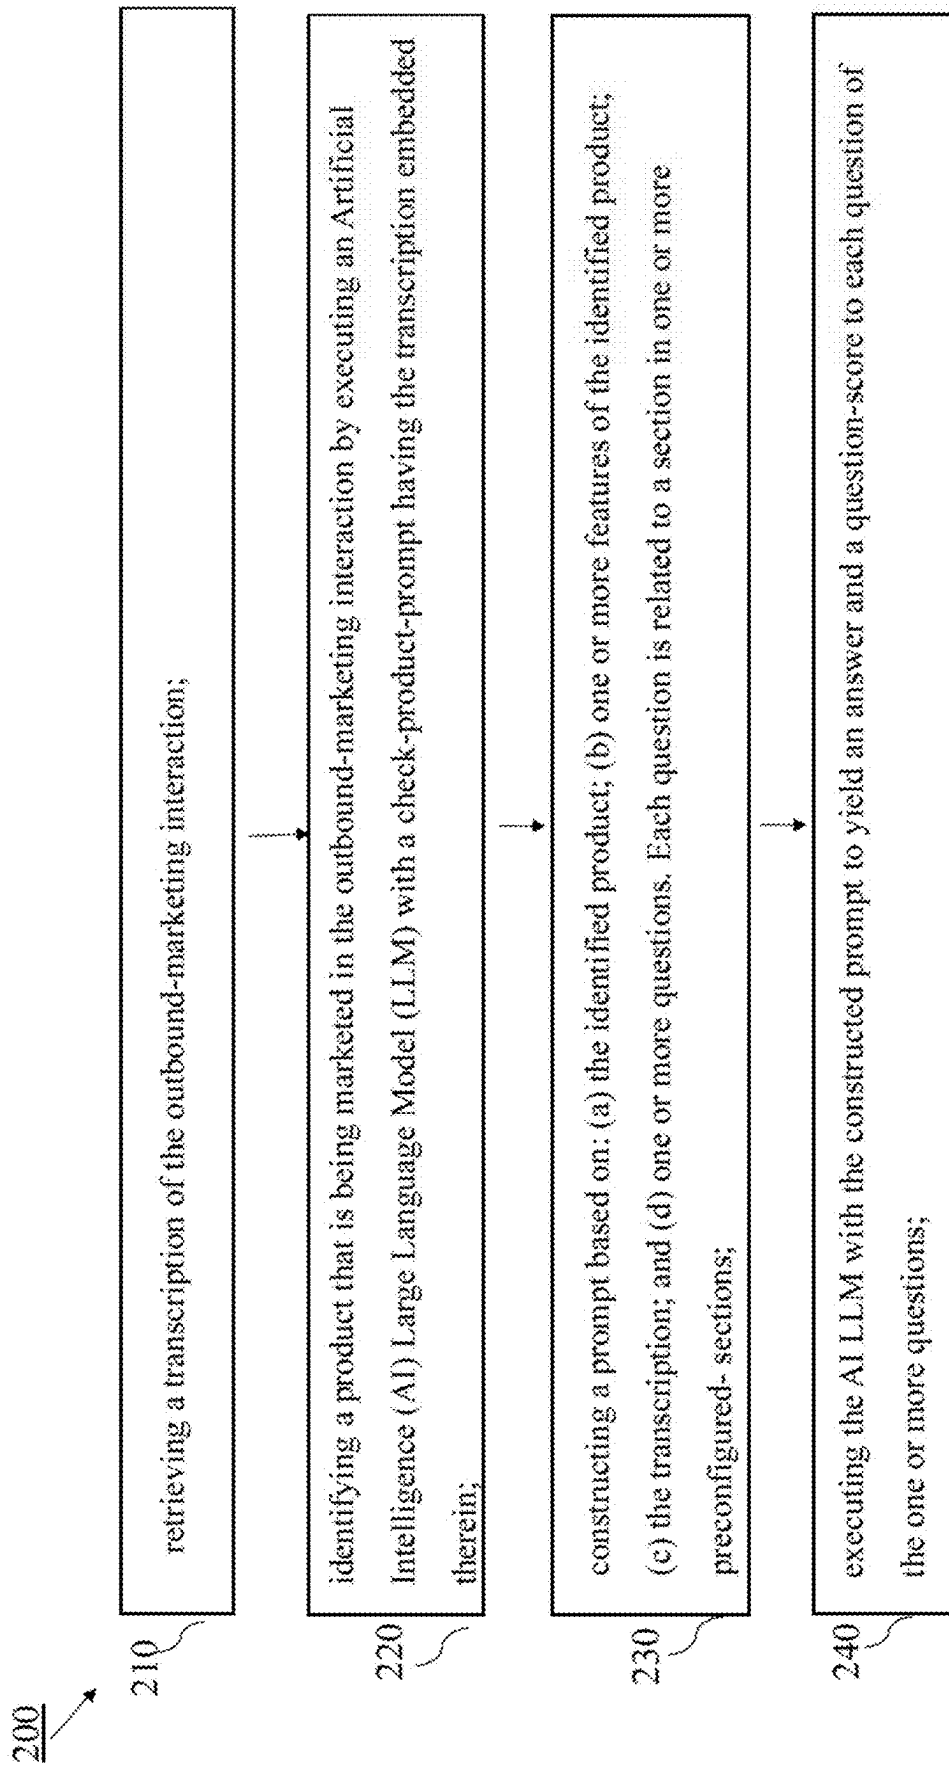 200
210
retrieving a transcription of the outbound-marketing interaction;
220
identifying a product that is being marketed in the outbound-marketing interaction by executing an Artificial
Intelligence (AI) Large Language Model (LLM) with a check-product-prompt having the transcription embedded
therein;
230
constructing a prompt based on: (a) the identified product; (b) one or more features of the identified product;
(c) the transcription; and (d) one or more questions. Each question is related to a section in one or more
preconfigured- sections;
240
executing the AI LLM with the constructed prompt to yield an answer and a question-score to each question of
the one or more questions;